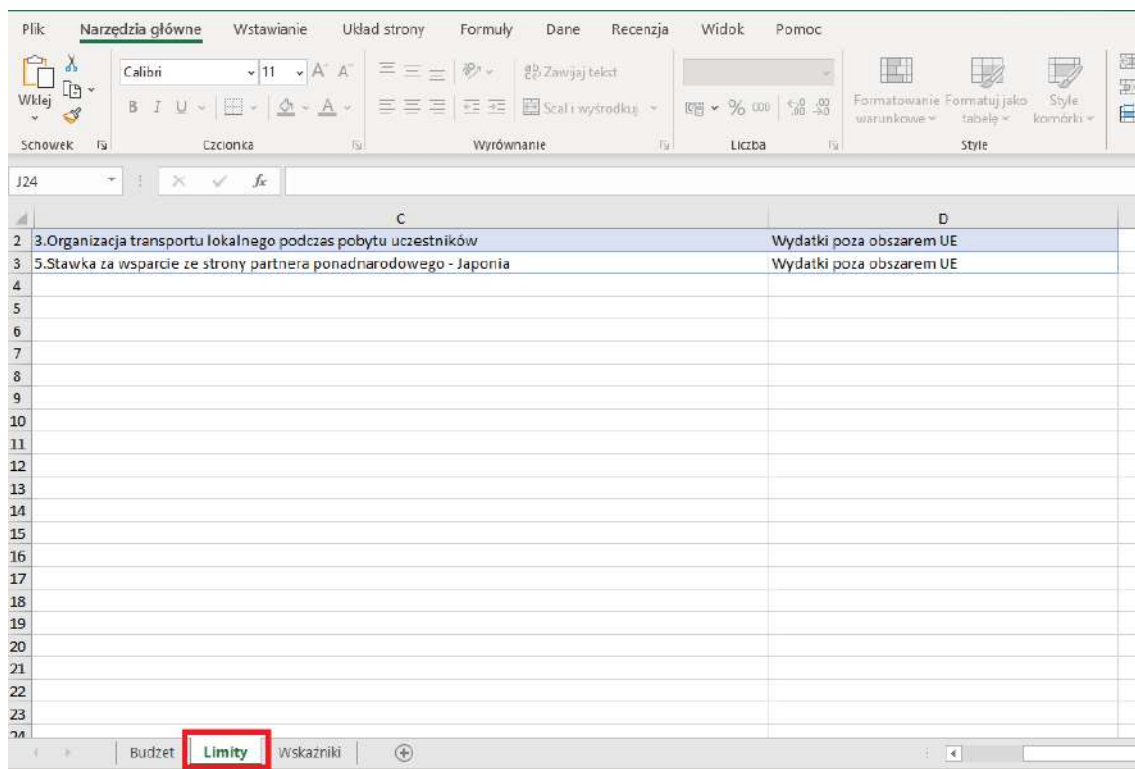 Plik Narzędzia główne Wstawianie Układ strony Formuły Dane Recenzja Widok Pomoc
Calibri 11 A A Zawijaj tekst
Wklej B I U A Scal i wyśrodkuj % 000 Formatowanie warunkowe Formatuj jako tabelę Style komórki
Schowek Czcionka Wyrównanie Liczba Style
J24 fx
C D
2 3.Organizacja transportu lokalnego podczas pobytu uczestników Wydatki poza obszarem UE
3 5.Stawka za wsparcie ze strony partnera ponadnarodowego - Japonia Wydatki poza obszarem UE
4
5
6
7
8
9
10
11
12
13
14
15
16
17
18
19
20
21
22
23
24
Budżet Limity Wskaźniki